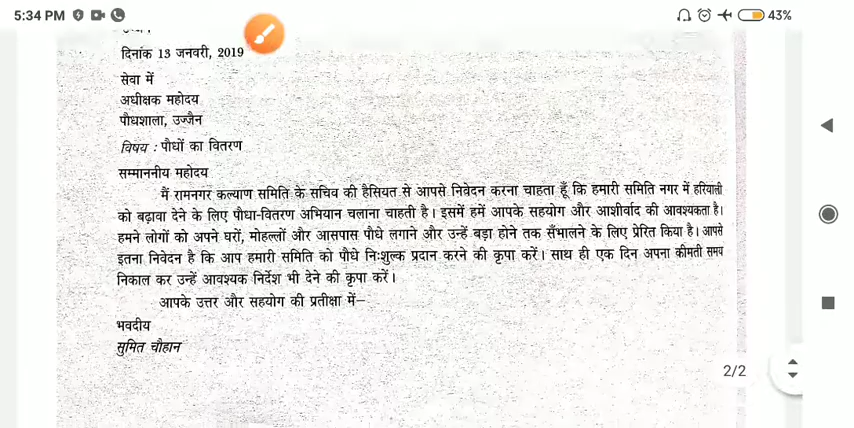 5:34 PM
43%
दिनांक 13 जनवरी, 2019
सेवा में
अधीक्षक महोदय
पौधशाला, उज्जैन
विषय : पौधों का वितरण
सम्माननीय महोदय
मैं रामनगर कल्याण समिति के सचिव की हैसियत से आपसे निवेदन करना चाहता हूँ कि हमारी समिति नगर में हरियाली
को बढ़ावा देने के लिए पौधा-वितरण अभियान चलाना चाहती है। इसमें हमें आपके सहयोग और आशीर्वाद की आवश्यकता है।
हमने लोगों को अपने घरों, मोहल्लों और आसपास पौधे लगाने और उन्हें बड़ा होने तक सँभालने के लिए प्रेरित किया है। आपसे
इतना निवेदन है कि आप हमारी समिति को पौधे निःशुल्क प्रदान करने की कृपा करें। साथ ही एक दिन अपना कीमती समय
निकाल कर उन्हें आवश्यक निर्देश भी देने की कृपा करें।
आपके उत्तर और सहयोग की प्रतीक्षा में—
भवदीय
सुमित चौहान
2/2